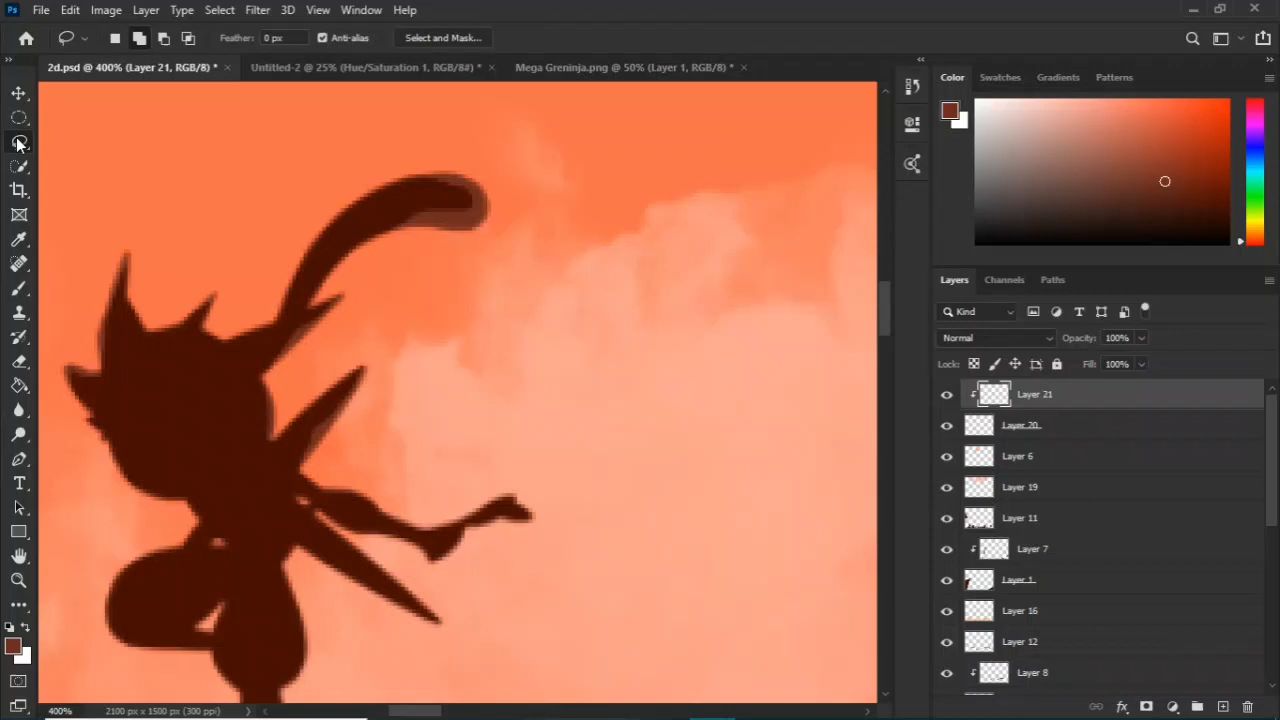 Ps File Edit Image Layer Type Select Filter 3D View Window Help
Feather: 0 px Anti-alias Select and Mask...
2d.psd @ 400% (Layer 21, RGB/8) * × Untitled-2 @ 25% (Hue/Saturation 1, RGB/8#) * × Mega Greninja.png @ 50% (Layer 1, RGB/8) * ×
Color Swatches Gradients Patterns
Layers Channels Paths
Kind
Normal Opacity: 100%
Lock: Fill: 100%
Layer 21
Layer 20
Layer 6
Layer 19
Layer 11
Layer 7
Layer 1
Layer 16
Layer 12
Layer 8
400% 2100 px x 1500 px (300 ppi)